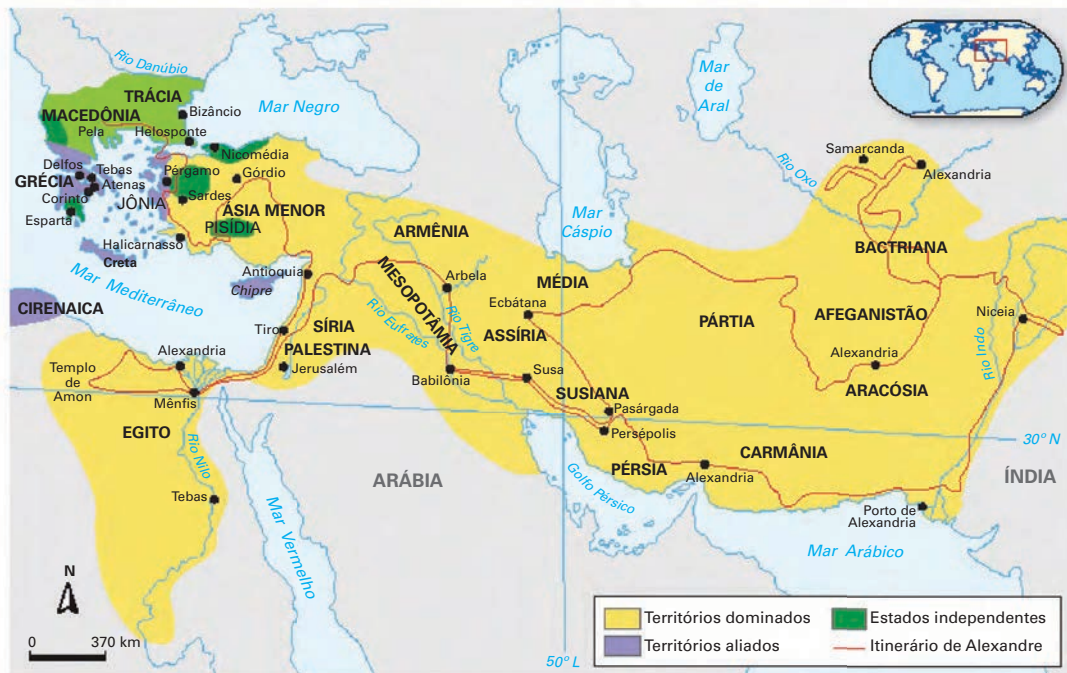 Rio Danúbio
TRÁCIA
MACEDÔNIA
Bizâncio
Mar Negro
Pela
Helosponte
Nicomédia
Delfos
Tebas
Pérgamo
Górdio
GRÉCIA
Atenas
Corinto
JÔNIA
Sardes
ÁSIA MENOR
Esparta
PISÍDIA
Halicarnasso
Creta
Antioquia
Chipre
Mar Mediterrâneo
CIRENAICA
Tiro
SÍRIA
PALESTINA
Jerusalém
Alexandria
Templo
de
Amon
Mênfis
EGITO
Rio Nilo
Tebas
Mar Vermelho
ARÁBIA
ARMÊNIA
MESOPOTÂMIA
Arbela
Rio Tigre
Rio Eufrates
Babilônia
Mar
de
Aral
Mar
Cáspio
MÉDIA
Ecbátana
ASSÍRIA
Susa
SUSIANA
Pasárgada
Persépolis
PÉRSIA
Golfo Pérsico
Alexandria
CARMÂNIA
PÁRTIA
Rio Oxo
Samarcanda
Alexandria
BACTRIANA
AFEGANISTÃO
Niceia
Alexandria
ARACÓSIA
Rio Indo
30° N
ÍNDIA
Porto de
Alexandria
Mar Arábico
N
0 370 km
50° L
Territórios dominados
Territórios aliados
Estados independentes
Itinerário de Alexandre